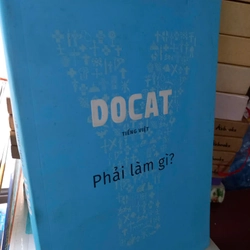 DOCAT
TIẾNG VIỆT
Phải làm gì?